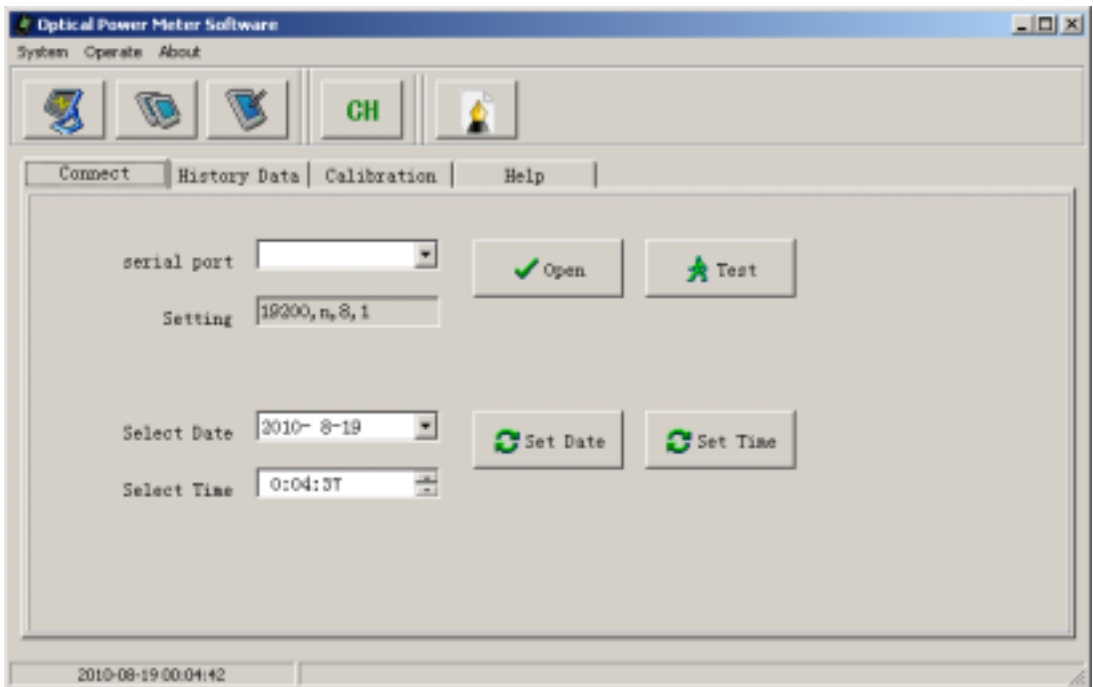 Optical Power Meter Software
System Operate About
CH
Connect History Data Calibration Help
serial port
Open Test
Setting 19200,n,8,1
Select Date 2010- 8-19
Set Date Set Time
Select Time 0:04:37
2010-08-19 00:04:42